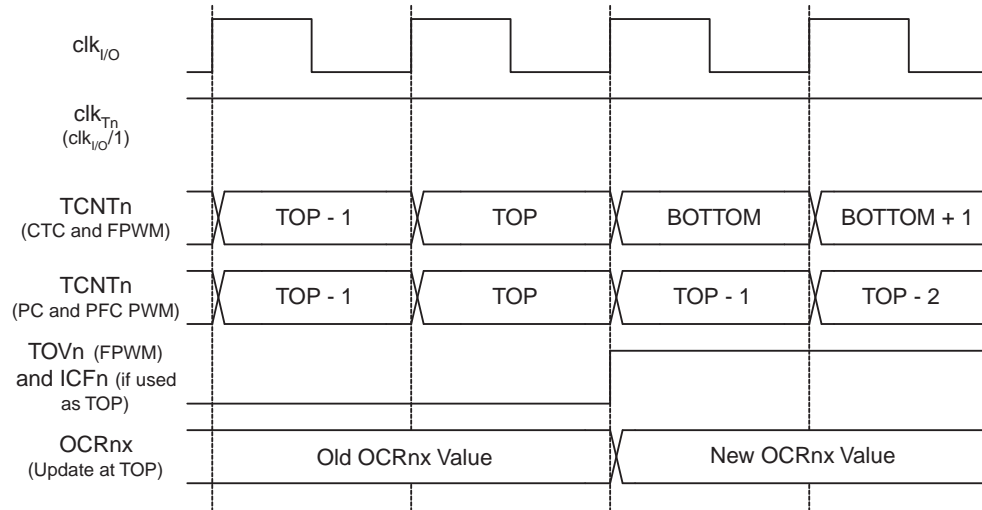 clkI/O
clkTn
(clkI/O/1)
TCNTn
(CTC and FPWM)
TOP - 1
TOP
BOTTOM
BOTTOM + 1
TCNTn
(PC and PFC PWM)
TOP - 1
TOP
TOP - 1
TOP - 2
TOVn (FPWM)
and ICFn (if used
as TOP)
OCRnx
(Update at TOP)
Old OCRnx Value
New OCRnx Value